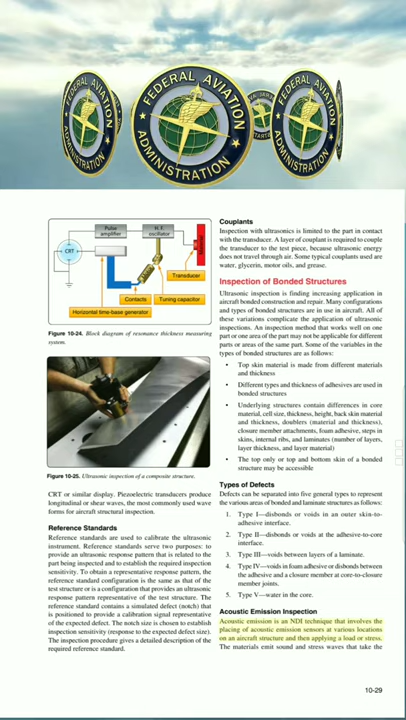 FEDERAL AVIATION
ADMINISTRATION
FEDERAL AVIATION
ADMINISTRATION
FEDERAL AVIATION
ADMINISTRATION
Pulse
amplifier
H. F.
oscillator
CRT
Material
Transducer
Contacts
Tuning capacitor
Horizontal time-base generator
Figure 10-24. Block diagram of resonance thickness measuring
system.
Figure 10-25. Ultrasonic inspection of a composite structure.
CRT or similar display. Piezoelectric transducers produce
longitudinal or shear waves, the most commonly used wave
forms for aircraft structural inspection.
Reference Standards
Reference standards are used to calibrate the ultrasonic
instrument. Reference standards serve two purposes: to
provide an ultrasonic response pattern that is related to the
part being inspected and to establish the required inspection
sensitivity. To obtain a representative response pattern, the
reference standard configuration is the same as that of the
test structure or is a configuration that provides an ultrasonic
response pattern representative of the test structure. The
reference standard contains a simulated defect (notch) that
is positioned to provide a calibration signal representative
of the expected defect. The notch size is chosen to establish
inspection sensitivity (response to the expected defect size).
The inspection procedure gives a detailed description of the
required reference standard.
Couplants
Inspection with ultrasonics is limited to the part in contact
with the transducer. A layer of couplant is required to couple
the transducer to the test piece, because ultrasonic energy
does not travel through air. Some typical couplants used are
water, glycerin, motor oils, and grease.
Inspection of Bonded Structures
Ultrasonic inspection is finding increasing application in
aircraft bonded construction and repair. Many configurations
and types of bonded structures are in use in aircraft. All of
these variations complicate the application of ultrasonic
inspections. An inspection method that works well on one
part or one area of the part may not be applicable for different
parts or areas of the same part. Some of the variables in the
types of bonded structures are as follows:
• Top skin material is made from different materials
and thickness
• Different types and thickness of adhesives are used in
bonded structures
• Underlying structures contain differences in core
material, cell size, thickness, height, back skin material
and thickness, doublers (material and thickness),
closure member attachments, foam adhesive, steps in
skins, internal ribs, and laminates (number of layers,
layer thickness, and layer material)
• The top only or top and bottom skin of a bonded
structure may be accessible
Types of Defects
Defects can be separated into five general types to represent
the various areas of bonded and laminate structures as follows:
1. Type I—disbonds or voids in an outer skin-to-
adhesive interface.
2. Type II—disbonds or voids at the adhesive-to-core
interface.
3. Type III—voids between layers of a laminate.
4. Type IV—voids in foam adhesive or disbonds between
the adhesive and a closure member at core-to-closure
member joints.
5. Type V—water in the core.
Acoustic Emission Inspection
Acoustic emission is an NDI technique that involves the
placing of acoustic emission sensors at various locations
on an aircraft structure and then applying a load or stress.
The materials emit sound and stress waves that take the
10-29